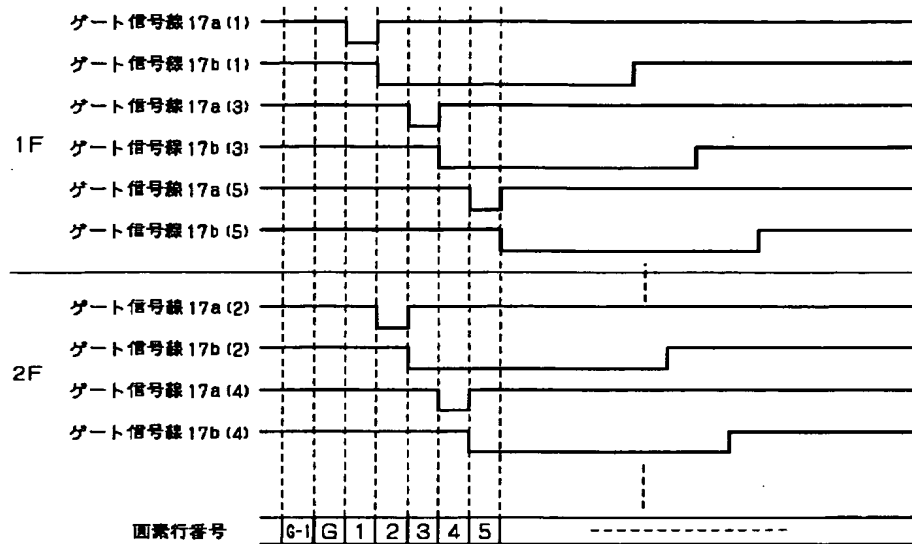 ゲート信号線 17a (1)
ゲート信号線 17b (1)
ゲート信号線 17a (3)
1F
ゲート信号線 17b (3)
ゲート信号線 17a (5)
ゲート信号線 17b (5)
ゲート信号線 17a (2)
ゲート信号線 17b (2)
2F
ゲート信号線 17a (4)
ゲート信号線 17b (4)
画素行番号 G-1 G 1 2 3 4 5